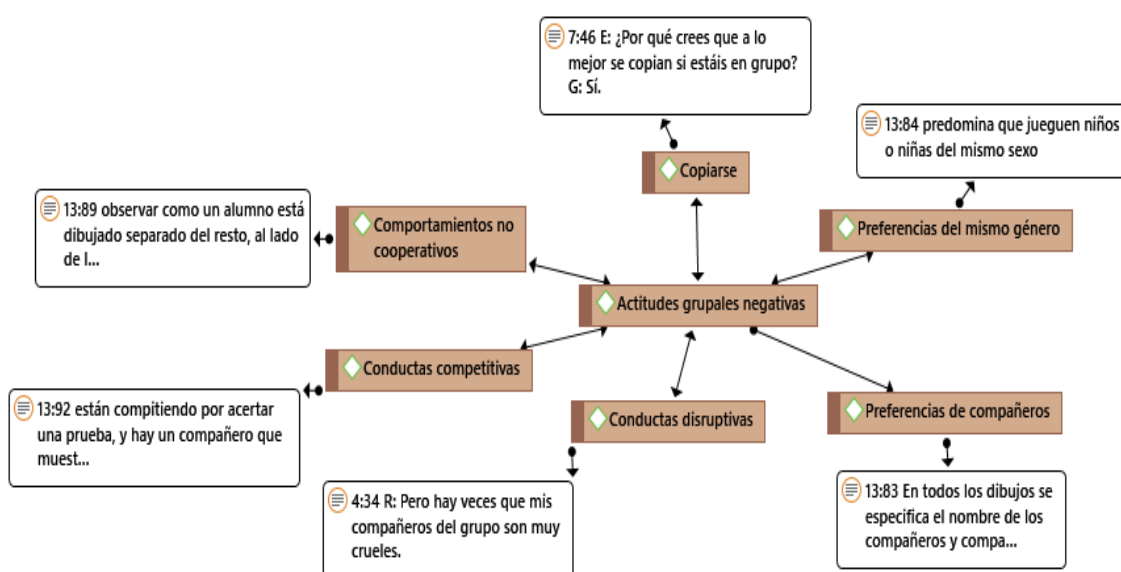 7:46 E: ¿Por qué crees que a lo
mejor se copian si estáis en grupo?
G: Sí.
13:84 predomina que jueguen niños
o niñas del mismo sexo
Copiarse
13:89 observar como un alumno está
dibujado separado del resto, al lado
de l...
Comportamientos no
cooperativos
Preferencias del mismo género
Actitudes grupales negativas
Conductas competitivas
13:92 están compitiendo por acertar
una prueba, y hay un compañero que
muest...
Conductas disruptivas
Preferencias de compañeros
4:34 R: Pero hay veces que mis
compañeros del grupo son muy
crueles.
13:83 En todos los dibujos se
especifica el nombre de los
compañeros y compa...